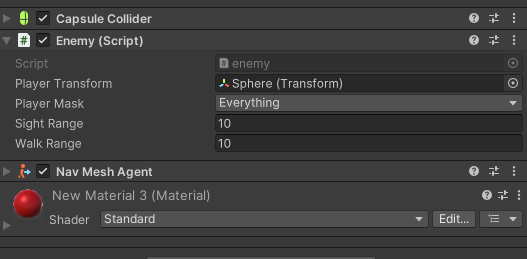 Capsule Collider
# Enemy (Script)
Script # enemy
Player Transform Sphere (Transform)
Player Mask Everything
Sight Range 10
Walk Range 10
Nav Mesh Agent
New Material 3 (Material)
Shader Standard Edit...